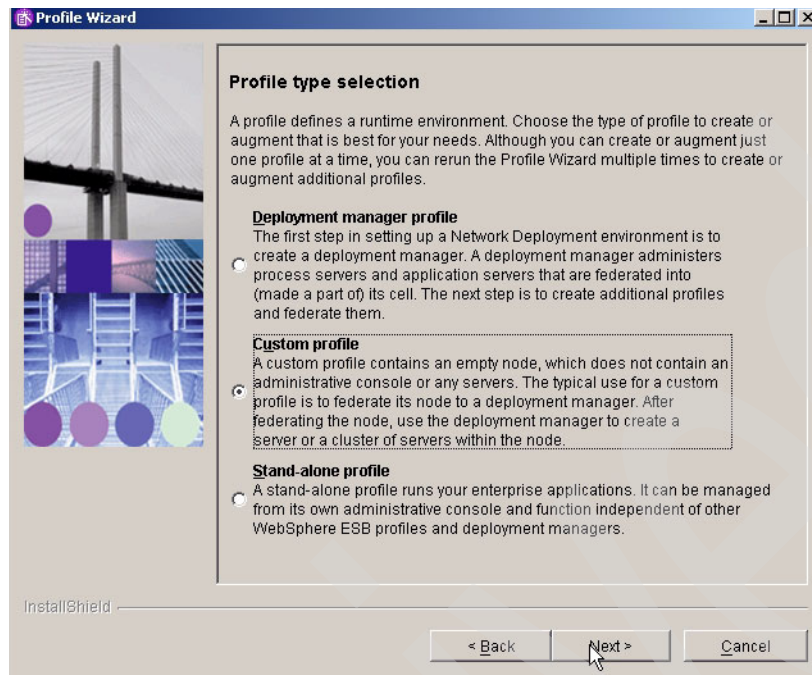 Profile Wizard
Profile type selection
A profile defines a runtime environment. Choose the type of profile to create or
augment that is best for your needs. Although you can create or augment just
one profile at a time, you can rerun the Profile Wizard multiple times to create or
augment additional profiles.
Deployment manager profile
The first step in setting up a Network Deployment environment is to
create a deployment manager. A deployment manager administers
process servers and application servers that are federated into
(made a part of) its cell. The next step is to create additional profiles
and federate them.
Custom profile
A custom profile contains an empty node, which does not contain an
administrative console or any servers. The typical use for a custom
profile is to federate its node to a deployment manager. After
federating the node, use the deployment manager to create a
server or a cluster of servers within the node.
Stand-alone profile
A stand-alone profile runs your enterprise applications. It can be managed
from its own administrative console and function independent of other
WebSphere ESB profiles and deployment managers.
InstallShield
< Back Next > Cancel